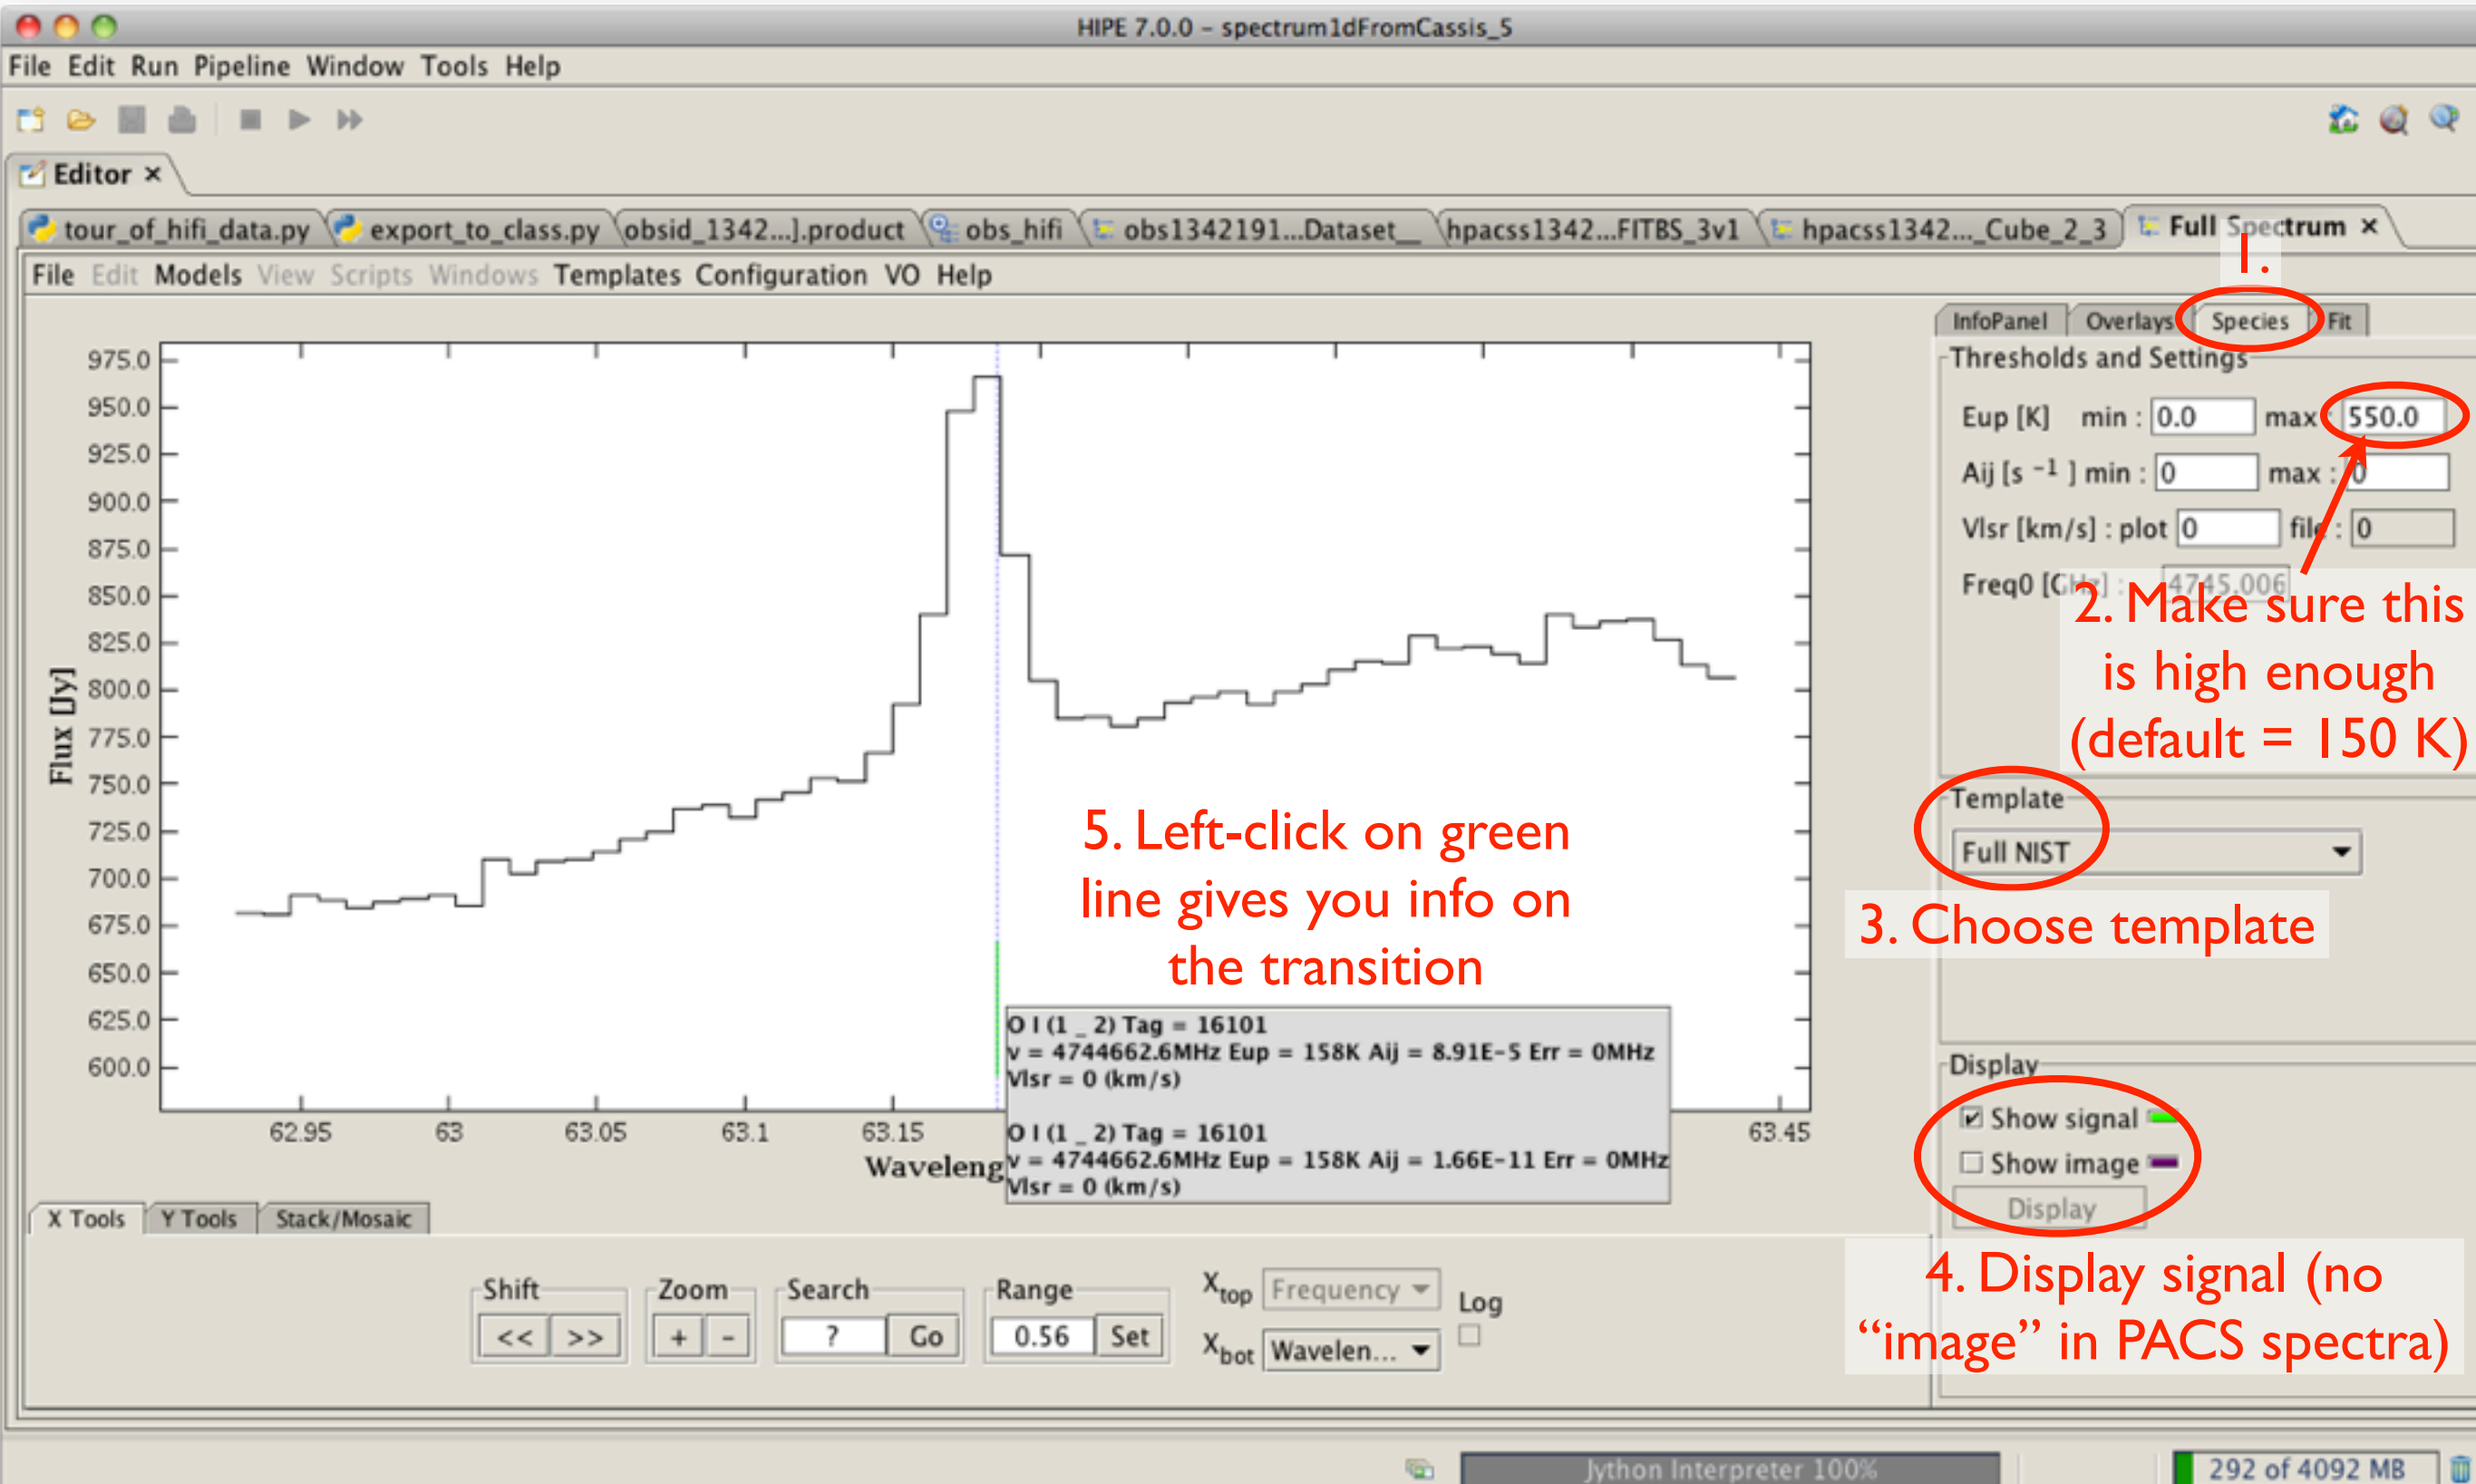 HIPE 7.0.0 - spectrum1dFromCassis_5
File Edit Run Pipeline Window Tools Help
Editor ×
tour_of_hifi_data.py export_to_class.py obsid_1342...].product obs_hifi obs1342191...Dataset__ hpacss1342...FITBS_3v1 hpacss1342..._Cube_2_3 Full Spectrum ×
File Edit Models View Scripts Windows Templates Configuration VO Help
1.
InfoPanel Overlays Species Fit
Thresholds and Settings
Eup [K] min : 0.0 max : 550.0
Aij [s -1 ] min : 0 max : 0
Vlsr [km/s] : plot 0 file : 0
Freq0 [GHz] : 4745.006
2. Make sure this
is high enough
(default = 150 K)
Template
Full NIST
3. Choose template
Display
Show signal
Show image
Display
4. Display signal (no
“image” in PACS spectra)
975.0
950.0
925.0
900.0
875.0
850.0
825.0
800.0
775.0
750.0
725.0
700.0
675.0
650.0
625.0
600.0
Flux [Jy]
5. Left-click on green
line gives you info on
the transition
O I (1 _ 2) Tag = 16101
ν = 4744662.6MHz Eup = 158K Aij = 8.91E-5 Err = 0MHz
Vlsr = 0 (km/s)
O I (1 _ 2) Tag = 16101
ν = 4744662.6MHz Eup = 158K Aij = 1.66E-11 Err = 0MHz
Vlsr = 0 (km/s)
62.95 63 63.05 63.1 63.15 63.45
Waveleng
X Tools Y Tools Stack/Mosaic
Shift Zoom Search Range
<< >> + - ? Go 0.56 Set
Xtop Frequency
Xbot Wavelen...
Log
Jython Interpreter 100%
292 of 4092 MB